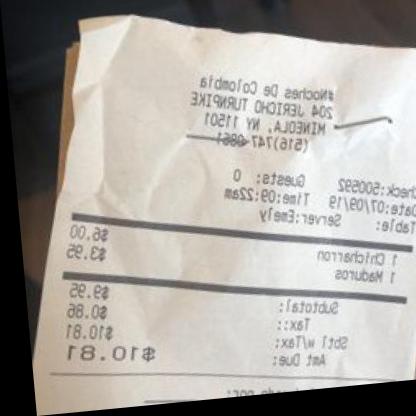 #Noches De Colombia
204 JERICHO TURNPIKE
MINEOLA, NY 11501
(516)747-0861
Check:500592 Guests: 0
Date:07/09/19 Time:09:22am
Table: Server:Emely
1 Chicharron $6.00
1 Maduros $3.95
Subtotal: $9.95
Tax:: $0.86
Sbtl w/Tax: $10.81
Amt Due: $10.81
por: